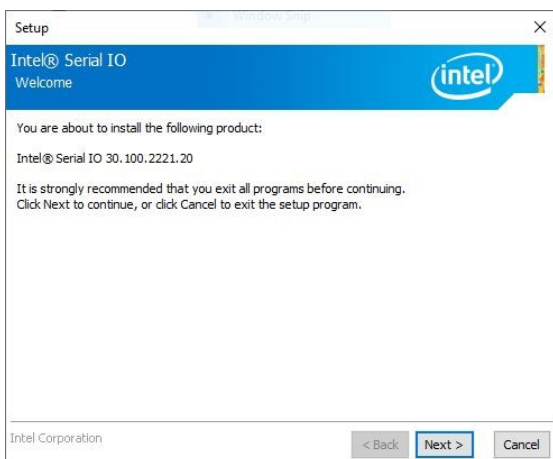 Window Snip
Setup
Intel® Serial IO
Welcome
intel
You are about to install the following product:
Intel® Serial IO 30.100.2221.20
It is strongly recommended that you exit all programs before continuing.
Click Next to continue, or click Cancel to exit the setup program.
Intel Corporation
< Back
Next >
Cancel